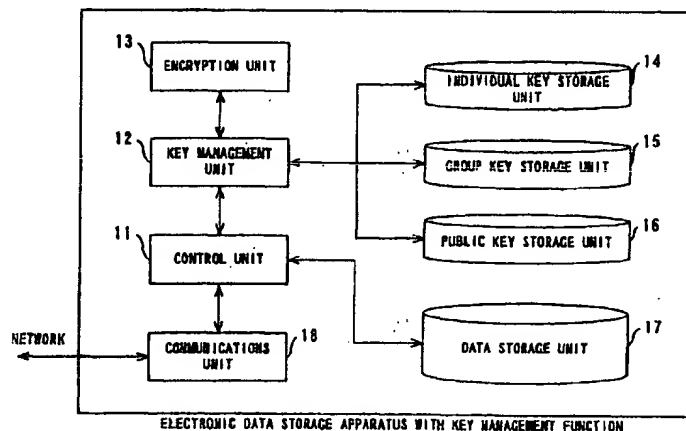 13
ENCRYPTION UNIT
14
INDIVIDUAL KEY STORAGE
UNIT
12
KEY MANAGEMENT
UNIT
15
GROUP KEY STORAGE UNIT
16
PUBLIC KEY STORAGE UNIT
11
CONTROL UNIT
17
DATA STORAGE UNIT
NETWORK
COMMUNICATIONS
UNIT
18
ELECTRONIC DATA STORAGE APPARATUS WITH KEY MANAGEMENT FUNCTION